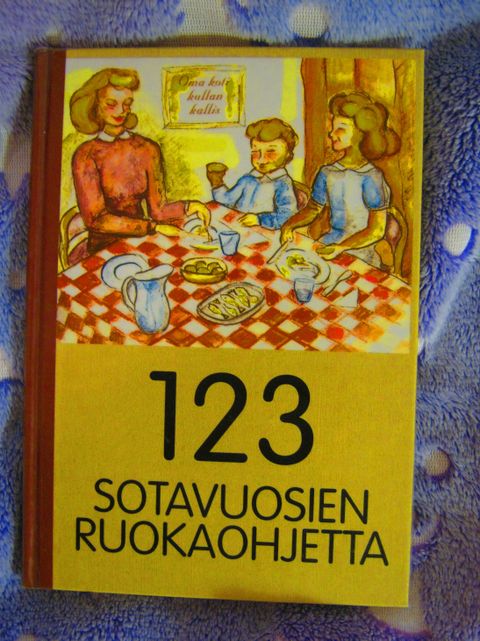 Oma koti
kullan
kallis
123
SOTAVUOSIEN
RUOKAOHJETTA